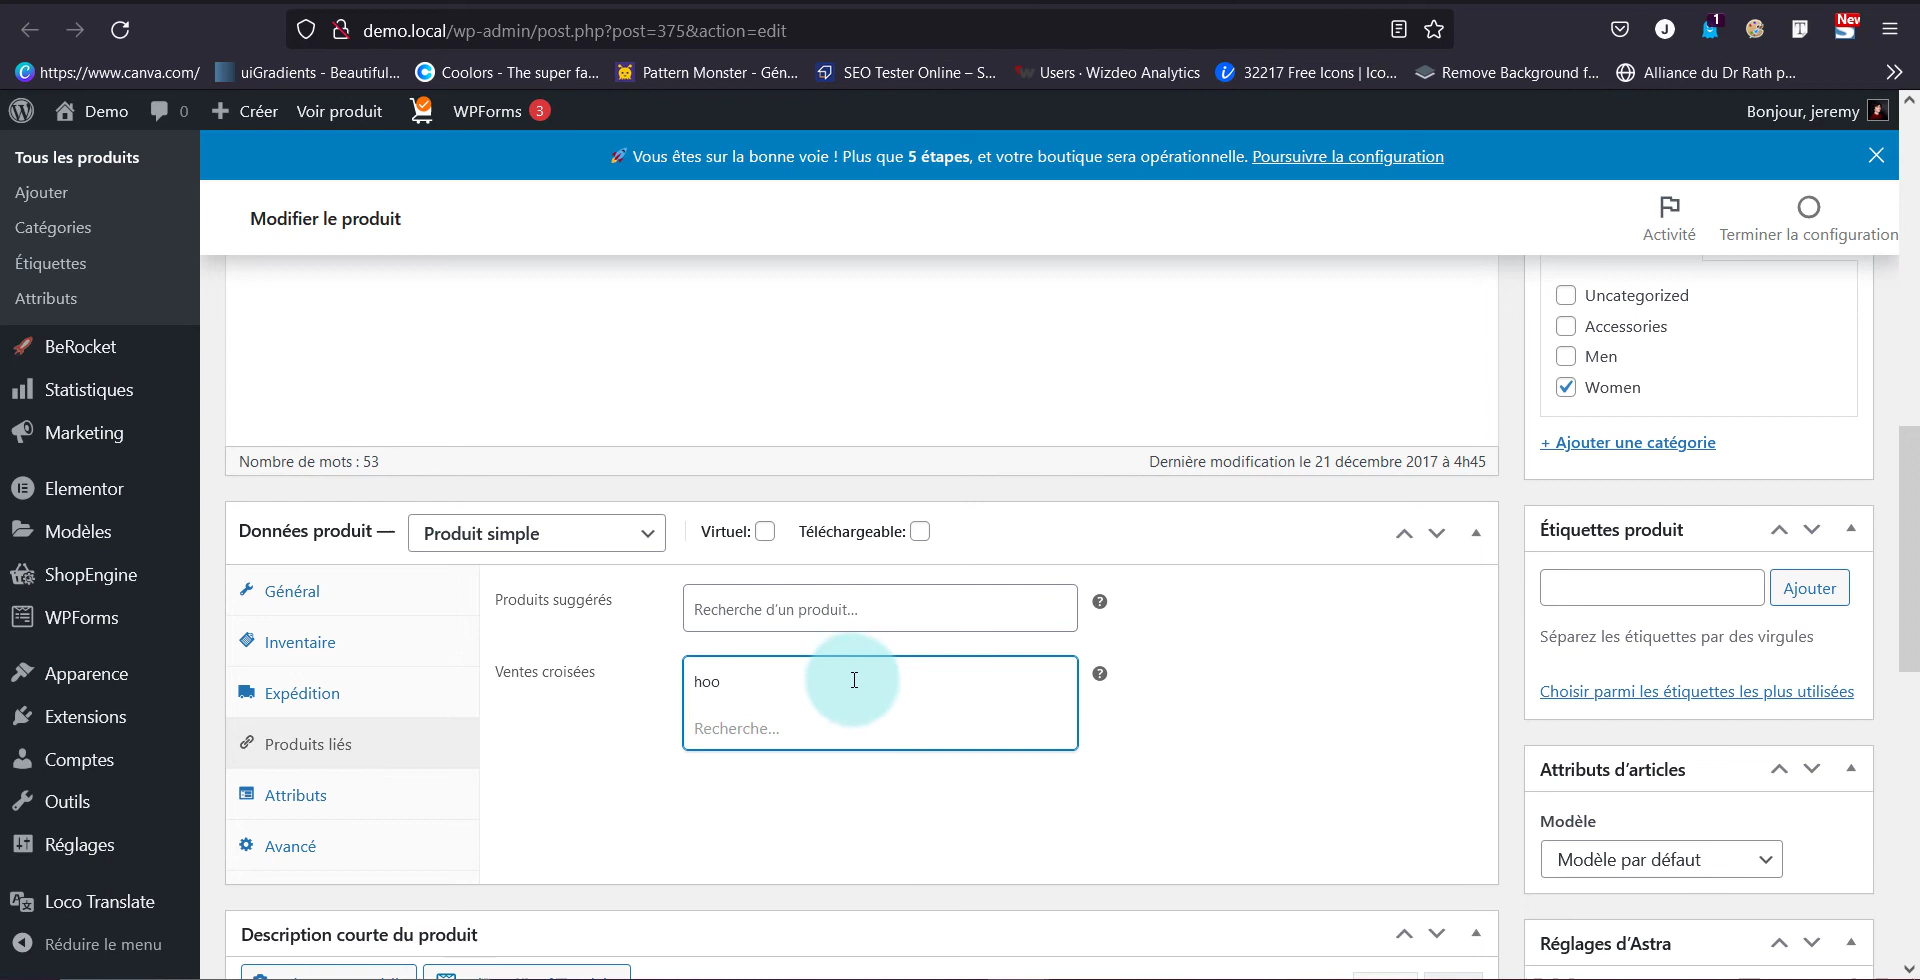 demo.local/wp-admin/post.php?post=375&action=edit
1
New
https://www.canva.com/
uiGradients - Beautiful...
Coolors - The super fa...
Pattern Monster - Gén...
SEO Tester Online – S...
Users · Wizdeo Analytics
32217 Free Icons | Ico...
Remove Background f...
Alliance du Dr Rath p...
Demo
0
Créer
Voir produit
WPForms 3
Bonjour, jeremy
🚀 Vous êtes sur la bonne voie ! Plus que 5 étapes, et votre boutique sera opérationnelle. Poursuivre la configuration
Tous les produits
Ajouter
Catégories
Étiquettes
Attributs
BeRocket
Statistiques
Marketing
Elementor
Modèles
ShopEngine
WPForms
Apparence
Extensions
Comptes
Outils
Réglages
Loco Translate
Réduire le menu
Modifier le produit
Activité
Terminer la configuration
Nombre de mots : 53
Dernière modification le 21 décembre 2017 à 4h45
Données produit —
Produit simple
Virtuel:
Téléchargeable:
Général
Inventaire
Expédition
Produits liés
Attributs
Avancé
Produits suggérés
Recherche d'un produit...
Ventes croisées
hoo
Recherche...
Description courte du produit
Uncategorized
Accessories
Men
Women
+ Ajouter une catégorie
Étiquettes produit
Ajouter
Séparez les étiquettes par des virgules
Choisir parmi les étiquettes les plus utilisées
Attributs d'articles
Modèle
Modèle par défaut
Réglages d'Astra